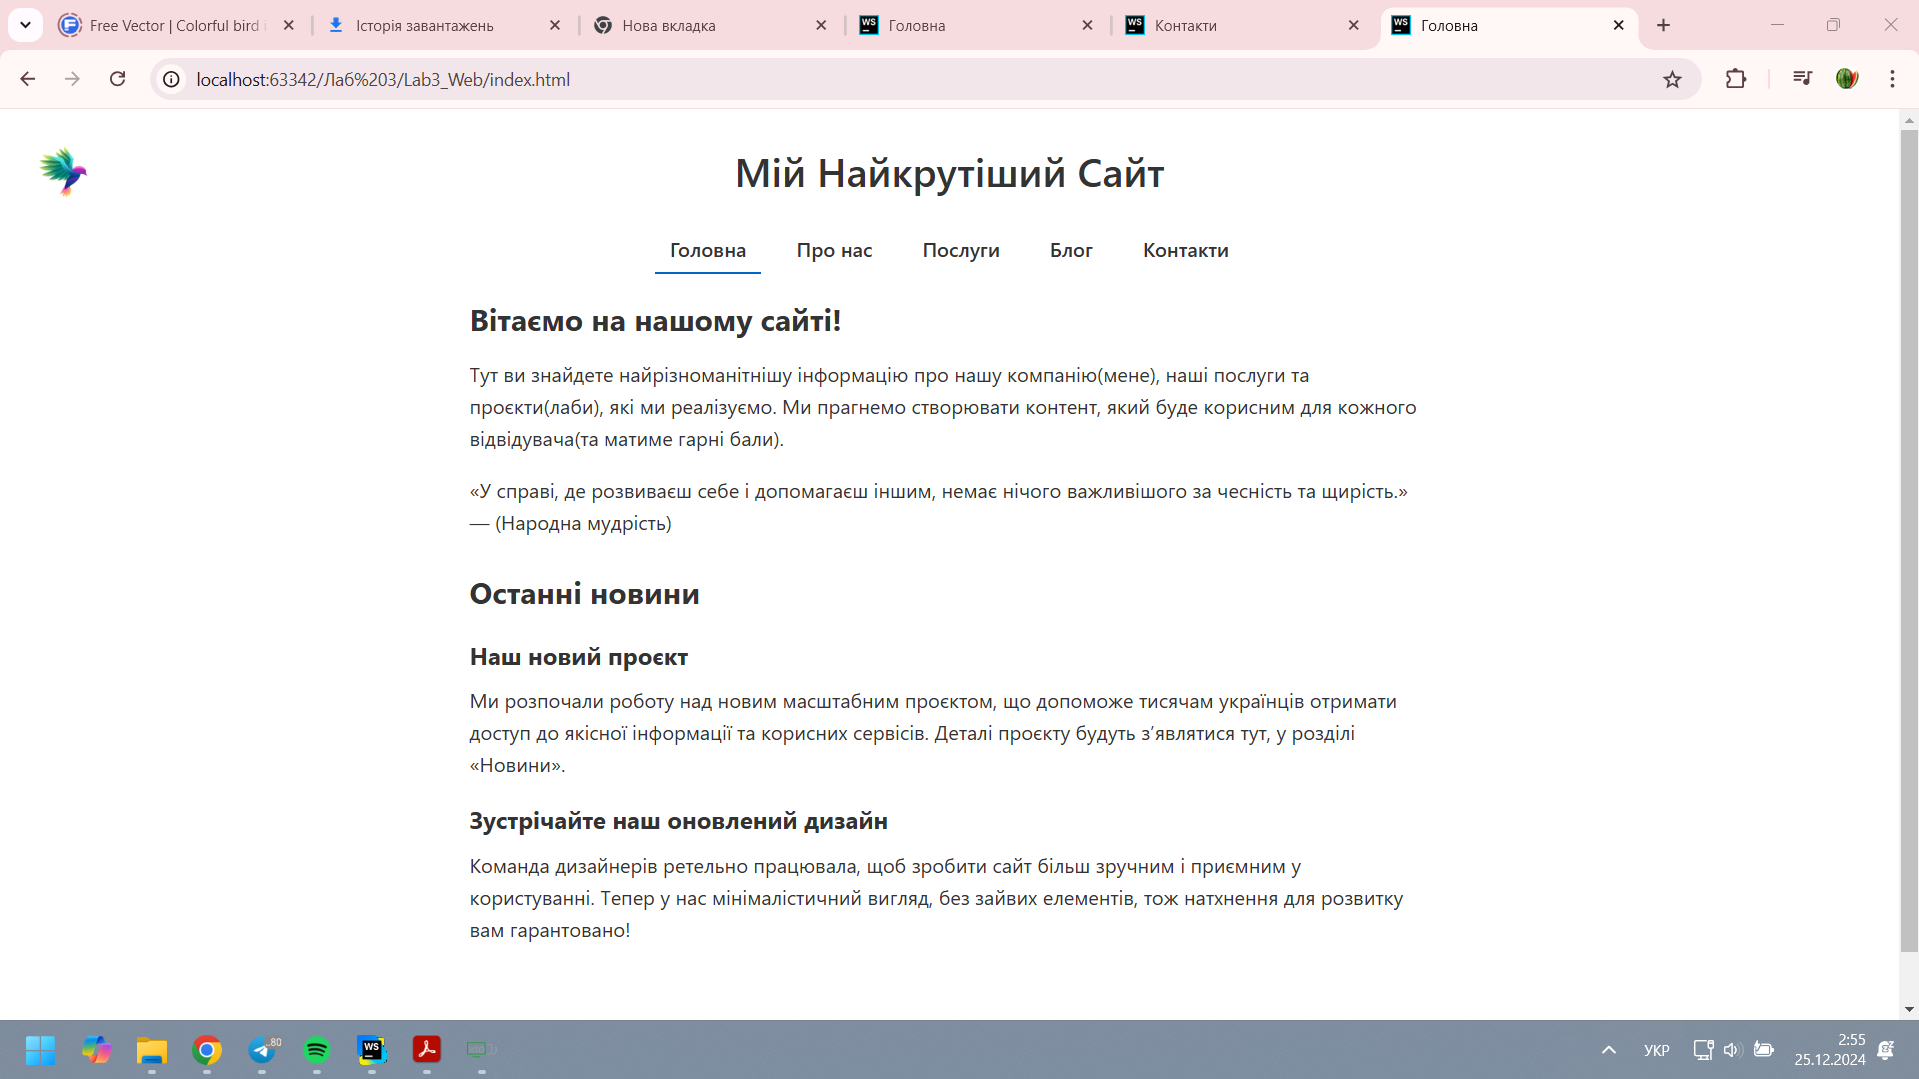 Free Vector | Colorful bird
Історія завантажень
Нова вкладка
WS Головна
WS Контакти
WS Головна
localhost:63342/Лаб%203/Lab3_Web/index.html
Мій Найкрутіший Сайт
Головна Про нас Послуги Блог Контакти
Вітаємо на нашому сайті!
Тут ви знайдете найрізноманітнішу інформацію про нашу компанію(мене), наші послуги та
проєкти(лаби), які ми реалізуємо. Ми прагнемо створювати контент, який буде корисним для кожного
відвідувача(та матиме гарні бали).
«У справі, де розвиваєш себе і допомагаєш іншим, немає нічого важливішого за чесність та щирість.»
— (Народна мудрість)
Останні новини
Наш новий проєкт
Ми розпочали роботу над новим масштабним проєктом, що допоможе тисячам українців отримати
доступ до якісної інформації та корисних сервісів. Деталі проєкту будуть з’являтися тут, у розділі
«Новини».
Зустрічайте наш оновлений дизайн
Команда дизайнерів ретельно працювала, щоб зробити сайт більш зручним і приємним у
користуванні. Тепер у нас мінімалістичний вигляд, без зайвих елементів, тож натхнення для розвитку
вам гарантовано!
..80
WS
УКР
2:55
25.12.2024